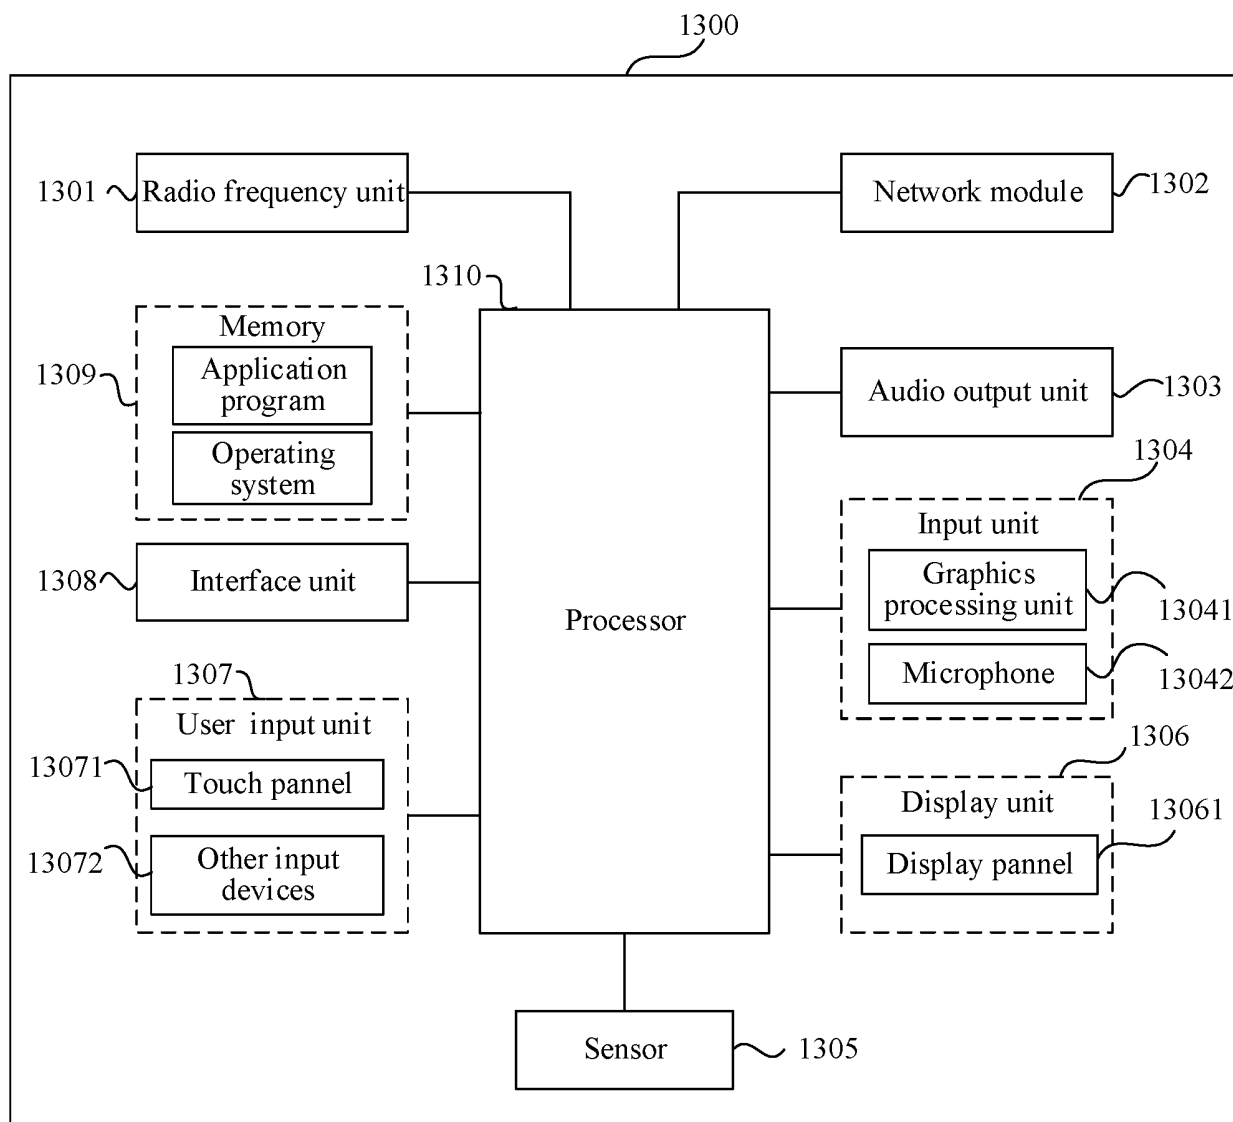 1300
1301
Radio frequency unit
Network module
1302
1310
Memory
Application
program
Operating
system
1309
Audio output unit
1303
1304
Input unit
Graphics
processing unit
13041
Microphone
13042
1308
Interface unit
Processor
1307
User input unit
13071
Touch pannel
13072
Other input
devices
1306
Display unit
13061
Display pannel
Sensor
1305